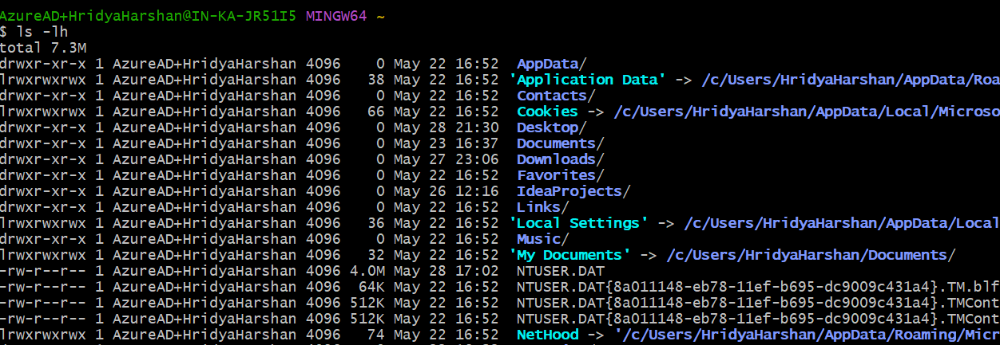 AzureAD+HridyaHarshan@IN-KA-JR51I5 MINGW64 ~
$ ls -lh
total 7.3M
drwxr-xr-x 1 AzureAD+HridyaHarshan 4096    0 May 22 16:52  AppData/
lrwxrwxrwx 1 AzureAD+HridyaHarshan 4096   38 May 22 16:52 'Application Data' -> /c/Users/HridyaHarshan/AppData/Roa
drwxr-xr-x 1 AzureAD+HridyaHarshan 4096    0 May 22 16:52  Contacts/
lrwxrwxrwx 1 AzureAD+HridyaHarshan 4096   66 May 22 16:52  Cookies -> /c/Users/HridyaHarshan/AppData/Local/Microso
drwxr-xr-x 1 AzureAD+HridyaHarshan 4096    0 May 28 21:30  Desktop/
drwxr-xr-x 1 AzureAD+HridyaHarshan 4096    0 May 23 16:37  Documents/
drwxr-xr-x 1 AzureAD+HridyaHarshan 4096    0 May 27 23:06  Downloads/
drwxr-xr-x 1 AzureAD+HridyaHarshan 4096    0 May 22 16:52  Favorites/
drwxr-xr-x 1 AzureAD+HridyaHarshan 4096    0 May 26 12:16  IdeaProjects/
drwxr-xr-x 1 AzureAD+HridyaHarshan 4096    0 May 22 16:52  Links/
lrwxrwxrwx 1 AzureAD+HridyaHarshan 4096   36 May 22 16:52 'Local Settings' -> /c/Users/HridyaHarshan/AppData/Local
drwxr-xr-x 1 AzureAD+HridyaHarshan 4096    0 May 22 16:52  Music/
lrwxrwxrwx 1 AzureAD+HridyaHarshan 4096   32 May 22 16:52 'My Documents' -> /c/Users/HridyaHarshan/Documents/
-rw-r--r-- 1 AzureAD+HridyaHarshan 4096 4.0M May 28 17:02  NTUSER.DAT
-rw-r--r-- 1 AzureAD+HridyaHarshan 4096  64K May 22 16:52  NTUSER.DAT{8a011148-eb78-11ef-b695-dc9009c431a4}.TM.blf
-rw-r--r-- 1 AzureAD+HridyaHarshan 4096 512K May 22 16:52  NTUSER.DAT{8a011148-eb78-11ef-b695-dc9009c431a4}.TMCont
-rw-r--r-- 1 AzureAD+HridyaHarshan 4096 512K May 22 16:52  NTUSER.DAT{8a011148-eb78-11ef-b695-dc9009c431a4}.TMCont
lrwxrwxrwx 1 AzureAD+HridyaHarshan 4096   74 May 22 16:52  NetHood -> '/c/Users/HridyaHarshan/AppData/Roaming/Micr